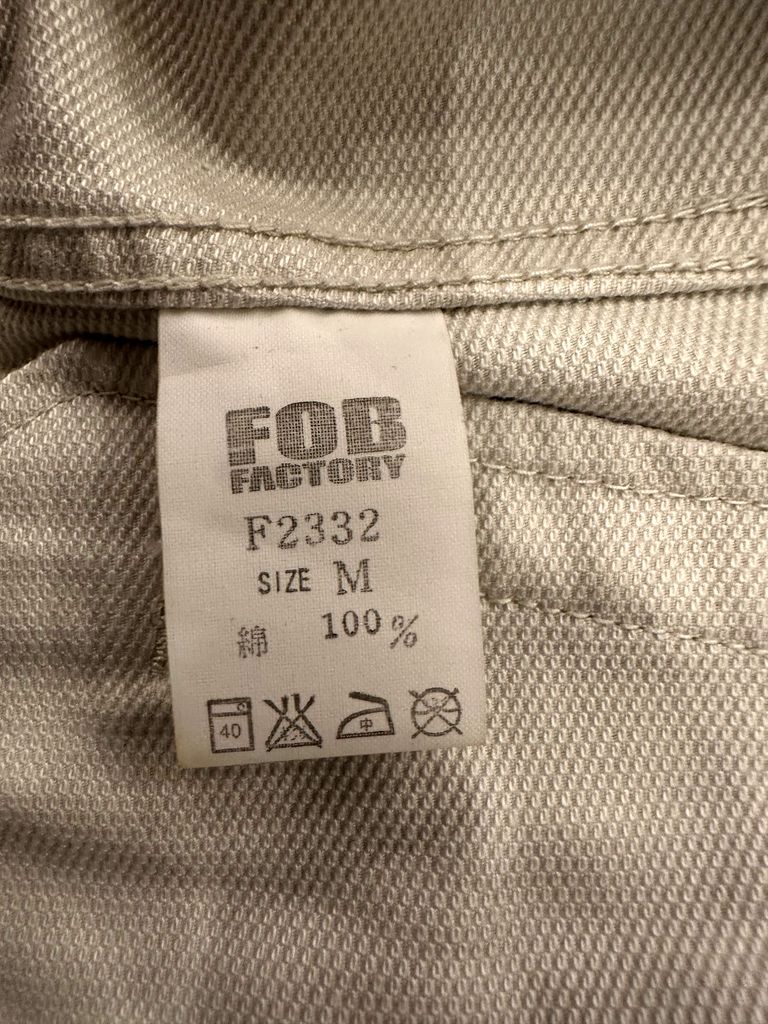 FOB
FACTORY
F2332
SIZE M
綿 100%
40
中